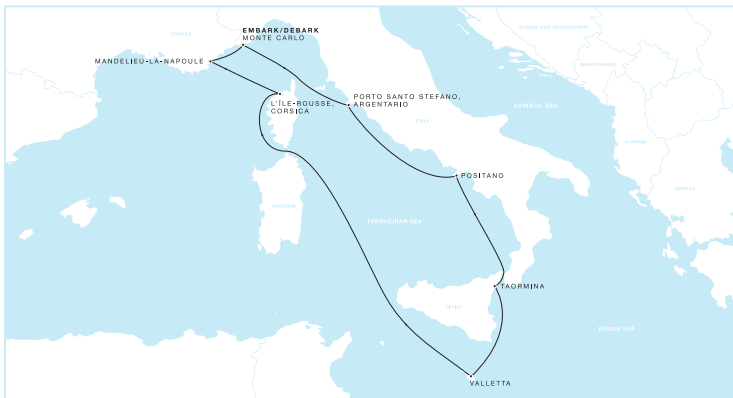 FRANCE
EMBARK/DEBARK
MONTE CARLO
MANDELIEU-LA-NAPOULE
BOSNIA AND HERZEGOVINA
MONTENEGRO
L'ÎLE-ROUSSE,
CORSICA
PORTO SANTO STEFANO,
ARGENTARIO
ADRIATIC SEA
ITALY
ALBANIA
POSITANO
GREECE
SARDINIA
TYRRHENIAN SEA
TAORMINA
SICILY
IONIAN SEA
VALLETTA